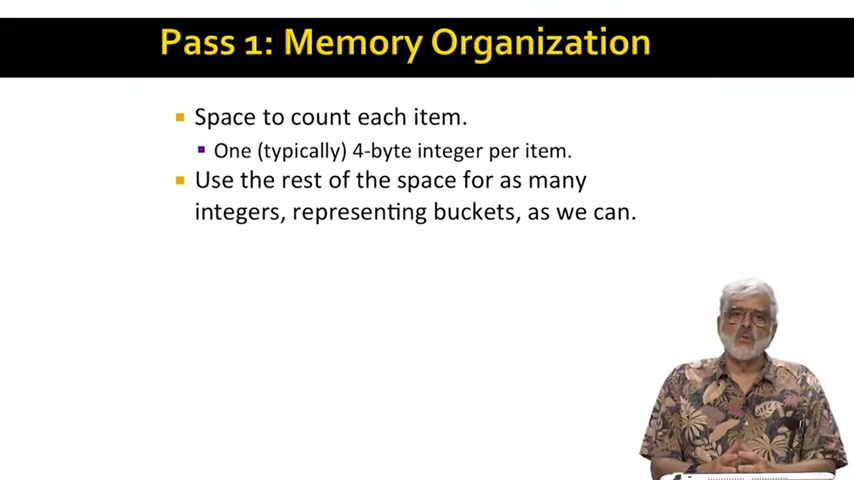 Pass 1: Memory Organization
Space to count each item.
One (typically) 4-byte integer per item.
Use the rest of the space for as many
integers, representing buckets, as we can.